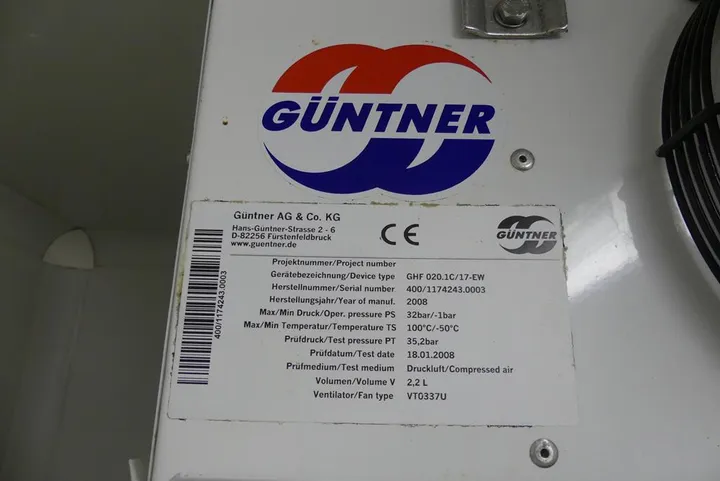 GÜNTNER
Güntner AG & Co. KG
Hans-Güntner-Strasse 2 - 6
D-82256 Fürstenfeldbruck
www.guentner.de
CE
GÜNTNER
Projektnummer/Project number
Gerätebezeichnung/Device type GHF 020.1C/17-EW
Herstellnummer/Serial number 400/1174243.0003
Herstellungsjahr/Year of manuf. 2008
Max/Min Druck/Oper. pressure PS 32bar/-1bar
Max/Min Temperatur/Temperature TS 100°C/-50°C
Prüfdruck/Test pressure PT 35,2bar
Prüfdatum/Test date 18.01.2008
Prüfmedium/Test medium Druckluft/Compressed air
Volumen/Volume V 2,2 L
Ventilator/Fan type VT0337U
400/1174243.0003